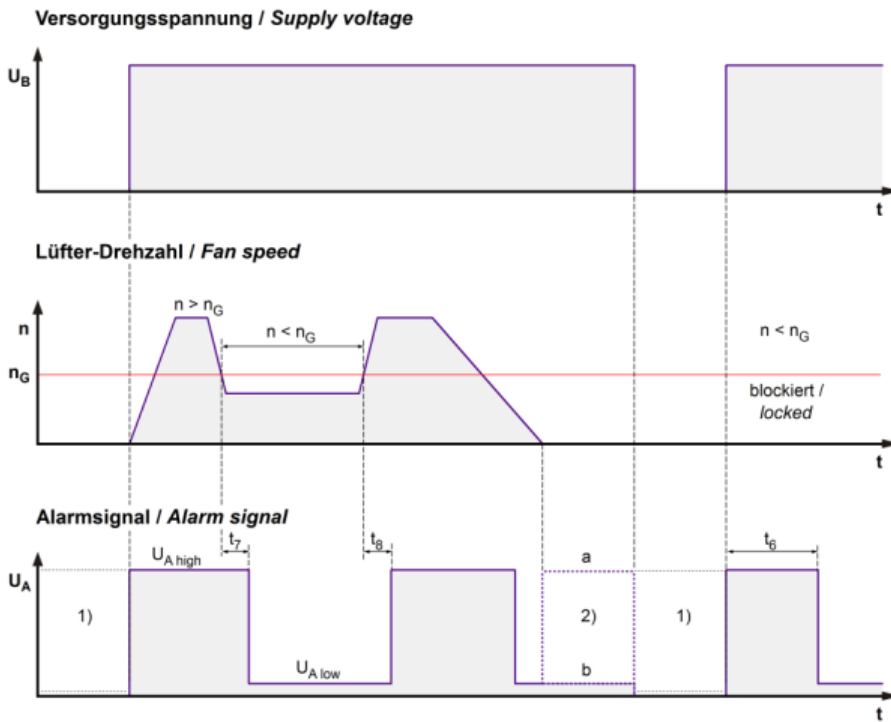 Versorgungsspannung / Supply voltage
U_B
t
Lüfter-Drehzahl / Fan speed
n > n_G
n
n < n_G
n < n_G
n_G
blockiert /
locked
t
Alarmsignal / Alarm signal
t_7
t_8
t_6
U_A high
a
U_A
1)
2)
1)
U_A low
b
t